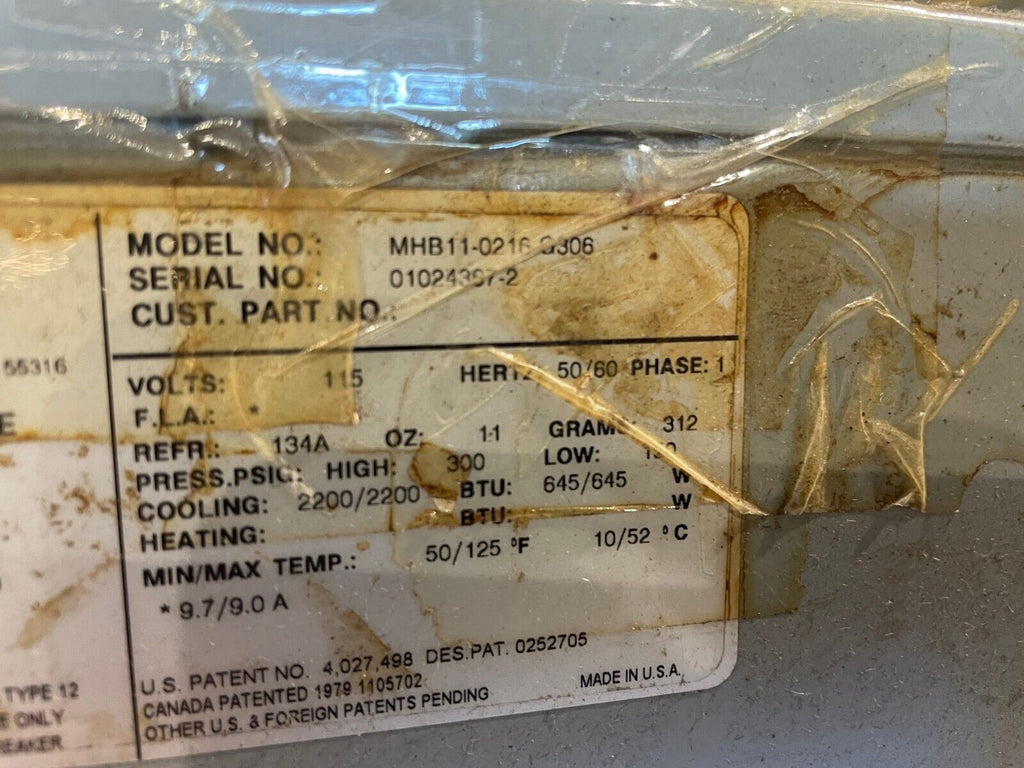 55316
E
TYPE 12
E ONLY
REAKER
MODEL NO.: MHB11-0216 G306
SERIAL NO.:
CUST. PART NO.:
VOLTS: 115 HERTZ 50/60 PHASE: 1
F.L.A.: *
REFR.: 134A OZ: 11 GRAMS 312
PRESS.PSIG: HIGH: 300 LOW:
COOLING: 2200/2200 BTU: 645/645 W
HEATING: BTU: W
MIN/MAX TEMP.: 50/125 °F 10/52 °C
* 9.7/9.0 A
U.S. PATENT NO. 4,027,498 DES.PAT. 0252705
CANADA PATENTED 1979 1105702
OTHER U.S. & FOREIGN PATENTS PENDING MADE IN U.S.A.